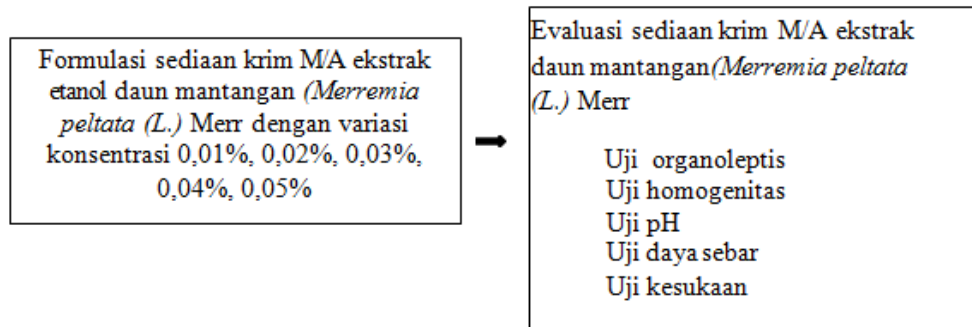 Formulasi sediaan krim M/A ekstrak
etanol daun mantangan (Merremia
peltata (L.) Merr dengan variasi
konsentrasi 0,01%, 0,02%, 0,03%,
0,04%, 0,05%
Evaluasi sediaan krim M/A ekstrak
daun mantangan(Merremia peltata
(L.) Merr
Uji organoleptis
Uji homogenitas
Uji pH
Uji daya sebar
Uji kesukaan